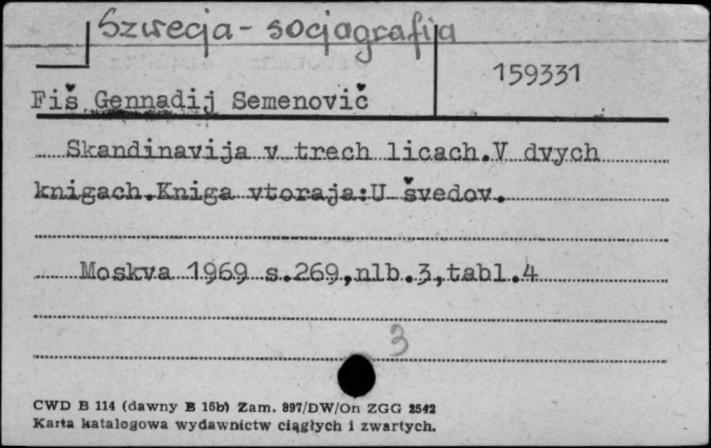 Szwecja - socjografija
159331
Fiš Gennadij Semenovič
Skandinavija v trech licach.V dvych
knigach.Kniga vtoraja:U švedov.
Moskva 1969 s.269,nlb.3,tabl.4
3
CWD B 114 (dawny B 15b) Zam. 897/DW/On ZGG 2542
Karta katalogowa wydawnictw ciągłych i zwartych.